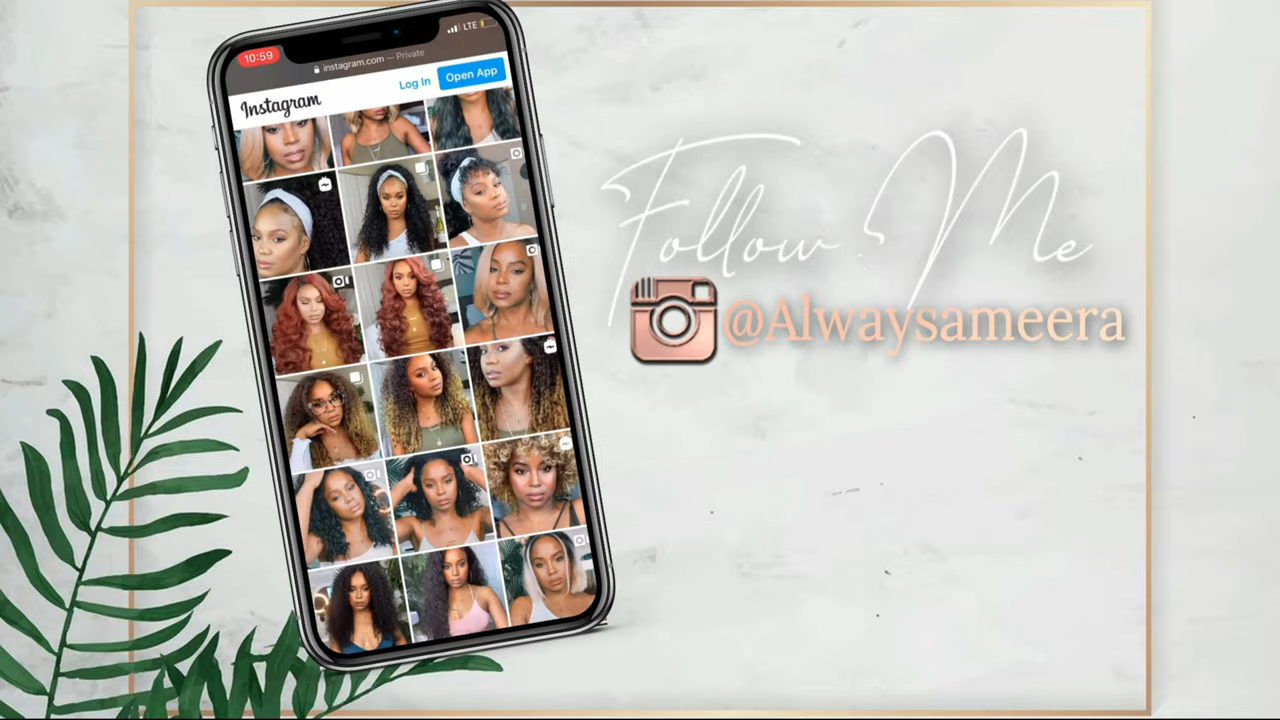 10:59
LTE
instagram.com — Private
Instagram
Log In
Open App
Follow Me
@Alwaysameera